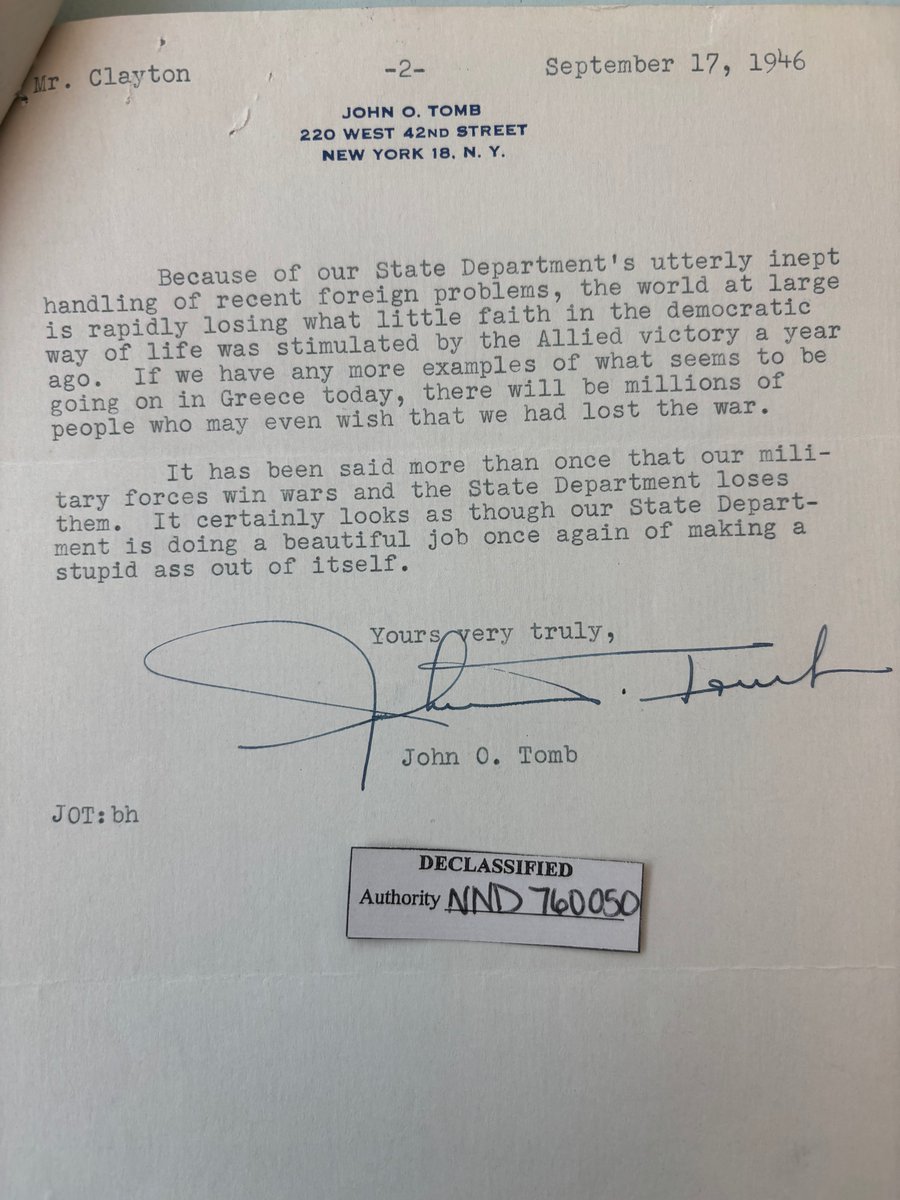 Mr. Clayton -2- September 17, 1946
JOHN O. TOMB
220 WEST 42ND STREET
NEW YORK 18, N. Y.
Because of our State Department's utterly inept
handling of recent foreign problems, the world at large
is rapidly losing what little faith in the democratic
way of life was stimulated by the Allied victory a year
ago. If we have any more examples of what seems to be
going on in Greece today, there will be millions of
people who may even wish that we had lost the war.
It has been said more than once that our mili-
tary forces win wars and the State Department loses
them. It certainly looks as though our State Depart-
ment is doing a beautiful job once again of making a
stupid ass out of itself.
Yours very truly,
John O. Tomb
John O. Tomb
JOT:bh
DECLASSIFIED
Authority NND 760050